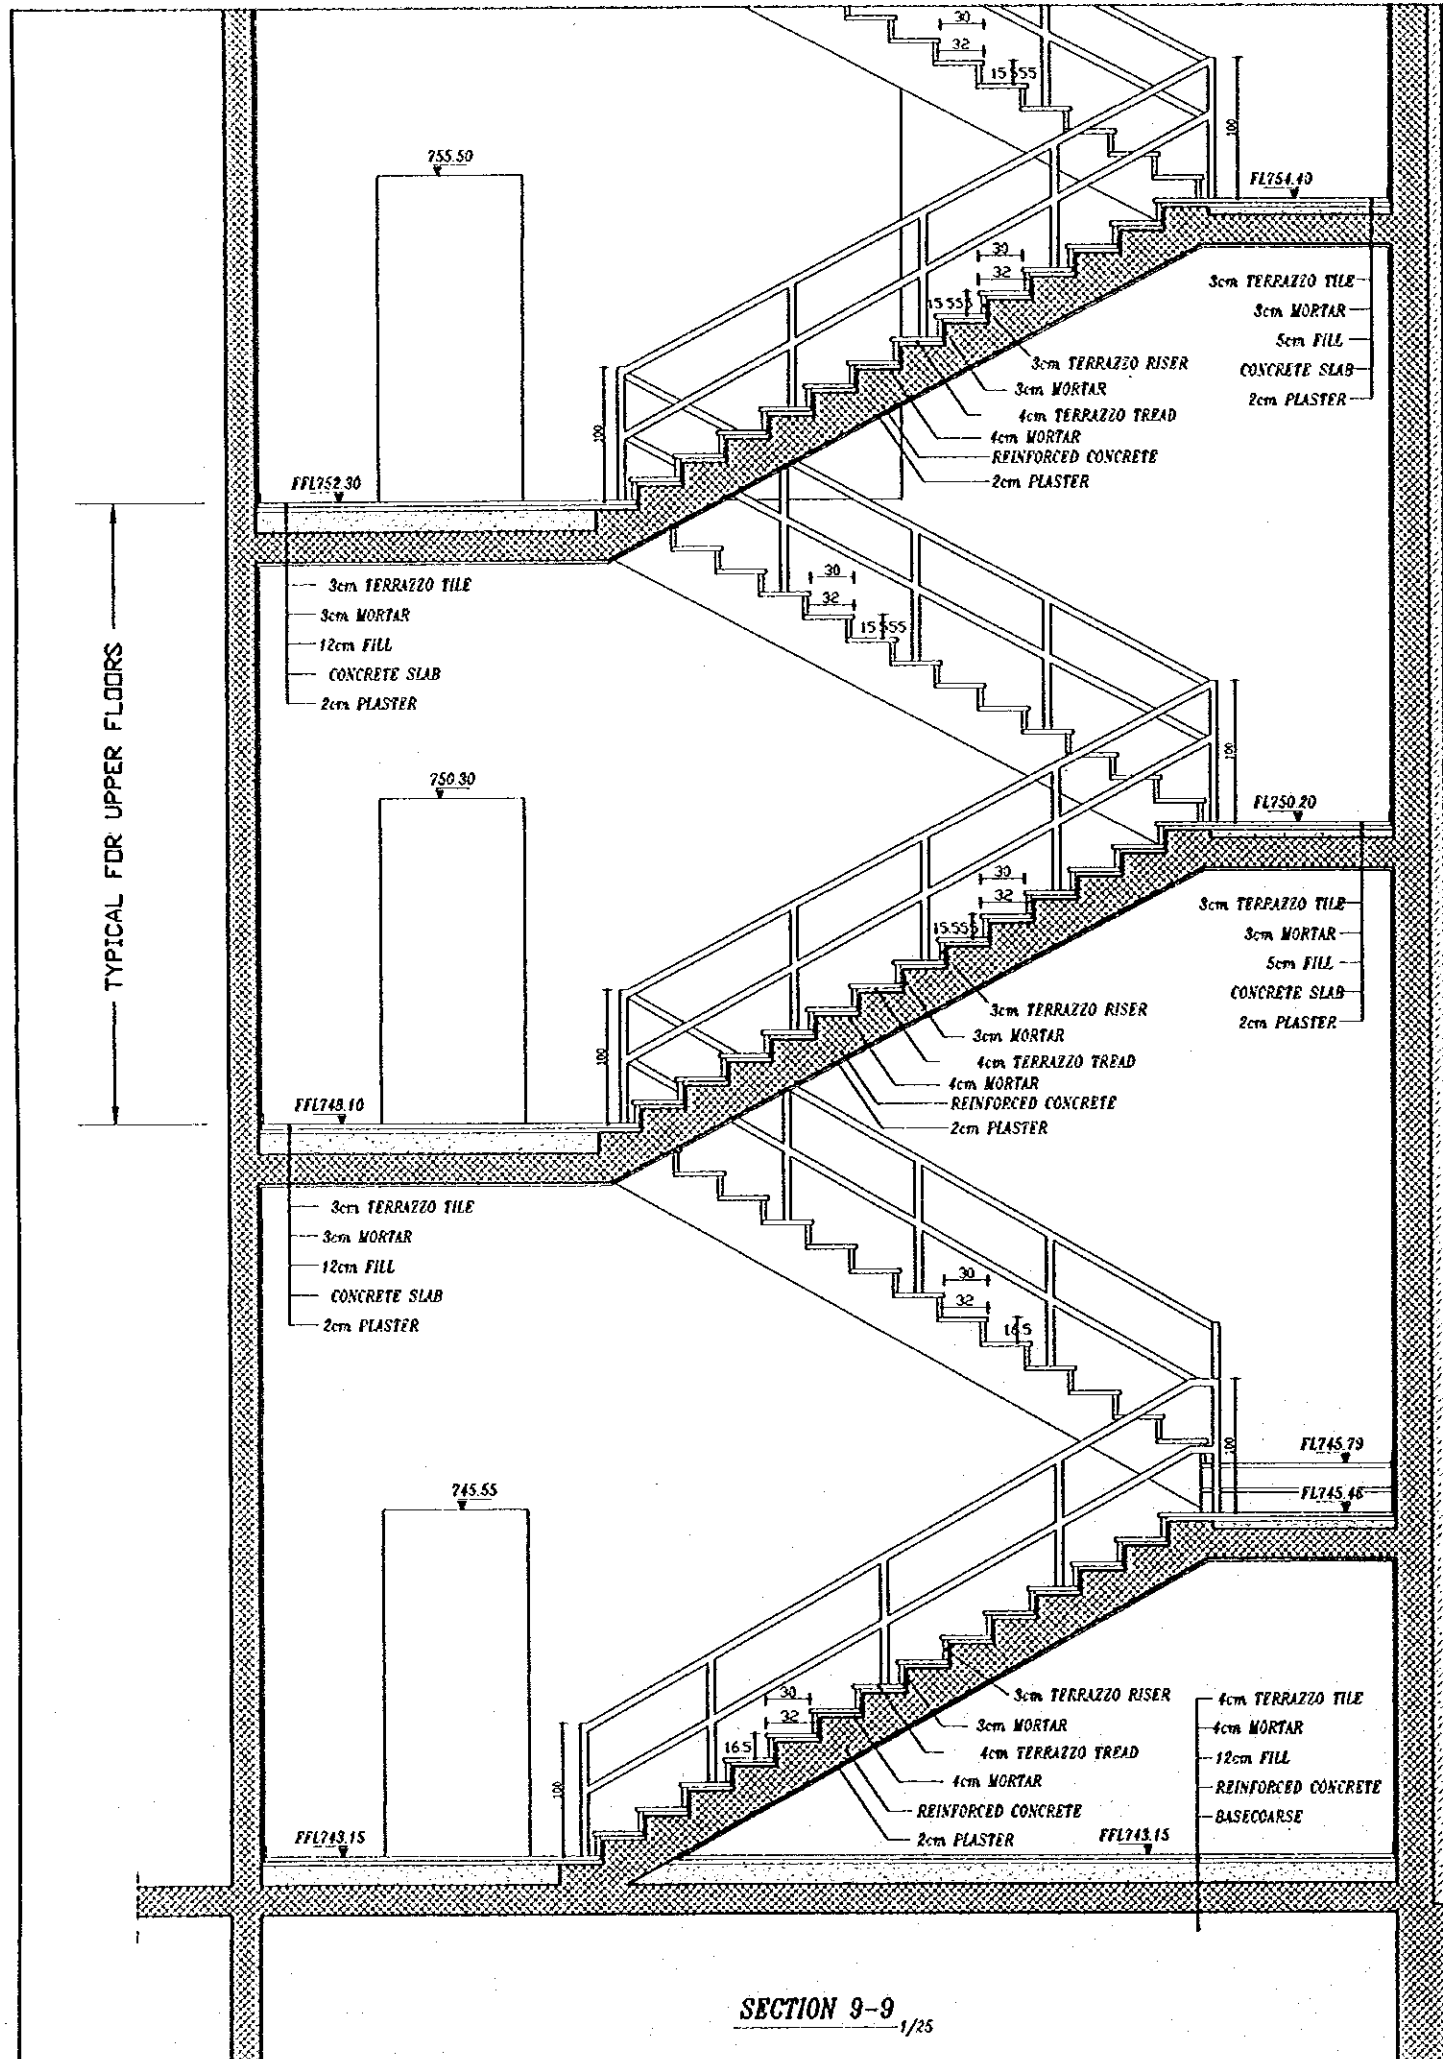 30
32
15.555
100
755.50
FL754.40
30
32
15.555
3cm TERRAZZO TILE
3cm MORTAR
5cm FILL
CONCRETE SLAB
2cm PLASTER
3cm TERRAZZO RISER
3cm MORTAR
4cm TERRAZZO TREAD
4cm MORTAR
REINFORCED CONCRETE
2cm PLASTER
100
FFL752.30
3cm TERRAZZO TILE
3cm MORTAR
12cm FILL
CONCRETE SLAB
2cm PLASTER
30
32
15.555
TYPICAL FOR UPPER FLOORS
100
750.30
FL750.20
30
32
15.555
3cm TERRAZZO TILE
3cm MORTAR
5cm FILL
CONCRETE SLAB
2cm PLASTER
3cm TERRAZZO RISER
3cm MORTAR
4cm TERRAZZO TREAD
4cm MORTAR
REINFORCED CONCRETE
2cm PLASTER
100
FFL748.10
3cm TERRAZZO TILE
3cm MORTAR
12cm FILL
CONCRETE SLAB
2cm PLASTER
30
32
16.5
100
FL745.79
FL745.46
745.55
30
32
16.5
3cm TERRAZZO RISER
3cm MORTAR
4cm TERRAZZO TREAD
4cm MORTAR
REINFORCED CONCRETE
2cm PLASTER
4cm TERRAZZO TILE
4cm MORTAR
12cm FILL
REINFORCED CONCRETE
BASECOARSE
100
FFL743.15
FFL743.15
SECTION 9-9
1/25